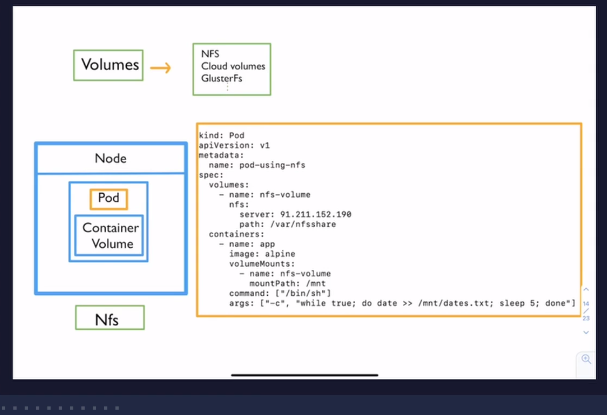 Volumes
NFS
Cloud volumes
GlusterFs
Node
Pod
Container
Volume
Nfs
kind: Pod
apiVersion: v1
metadata:
  name: pod-using-nfs
spec:
  volumes:
    - name: nfs-volume
      nfs:
        server: 91.211.152.190
        path: /var/nfsshare
  containers:
    - name: app
      image: alpine
      volumeMounts:
        - name: nfs-volume
          mountPath: /mnt
      command: ["/bin/sh"]
      args: ["-c", "while true; do date >> /mnt/dates.txt; sleep 5; done"]
14
/
23